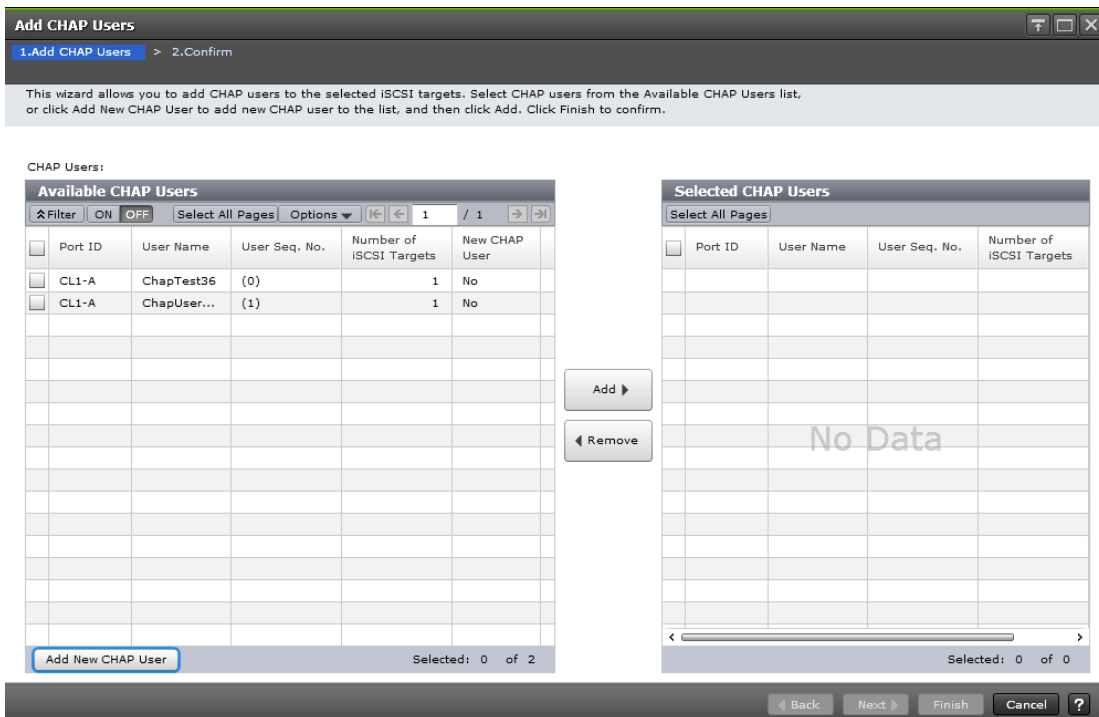 Add CHAP Users
1.Add CHAP Users > 2.Confirm
This wizard allows you to add CHAP users to the selected iSCSI targets. Select CHAP users from the Available CHAP Users list,
or click Add New CHAP User to add new CHAP user to the list, and then click Add. Click Finish to confirm.
CHAP Users:
Available CHAP Users
Filter ON OFF Select All Pages Options 1 / 1
Port ID User Name User Seq. No. Number of iSCSI Targets New CHAP User
CL1-A ChapTest36 (0) 1 No
CL1-A ChapUser... (1) 1 No
Add New CHAP User Selected: 0 of 2
Add
Remove
Selected CHAP Users
Select All Pages
Port ID User Name User Seq. No. Number of iSCSI Targets
No Data
Selected: 0 of 0
Back Next Finish Cancel ?